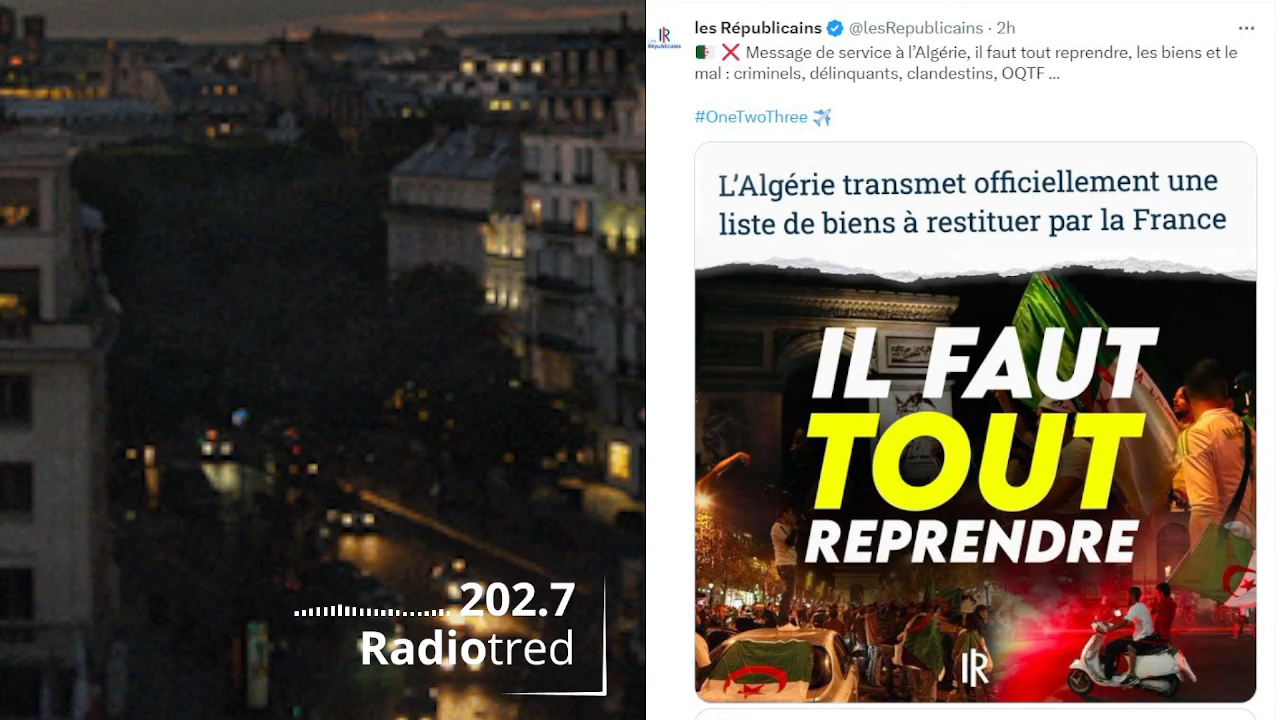 202.7
Radiotred
les Républicains @lesRepublicains · 2h
🇩🇿 ❌ Message de service à l'Algérie, il faut tout reprendre, les biens et le
mal : criminels, délinquants, clandestins, OQTF ...
#OneTwoThree ✈️
L'Algérie transmet officiellement une
liste de biens à restituer par la France
IL FAUT
TOUT
REPRENDRE
lR